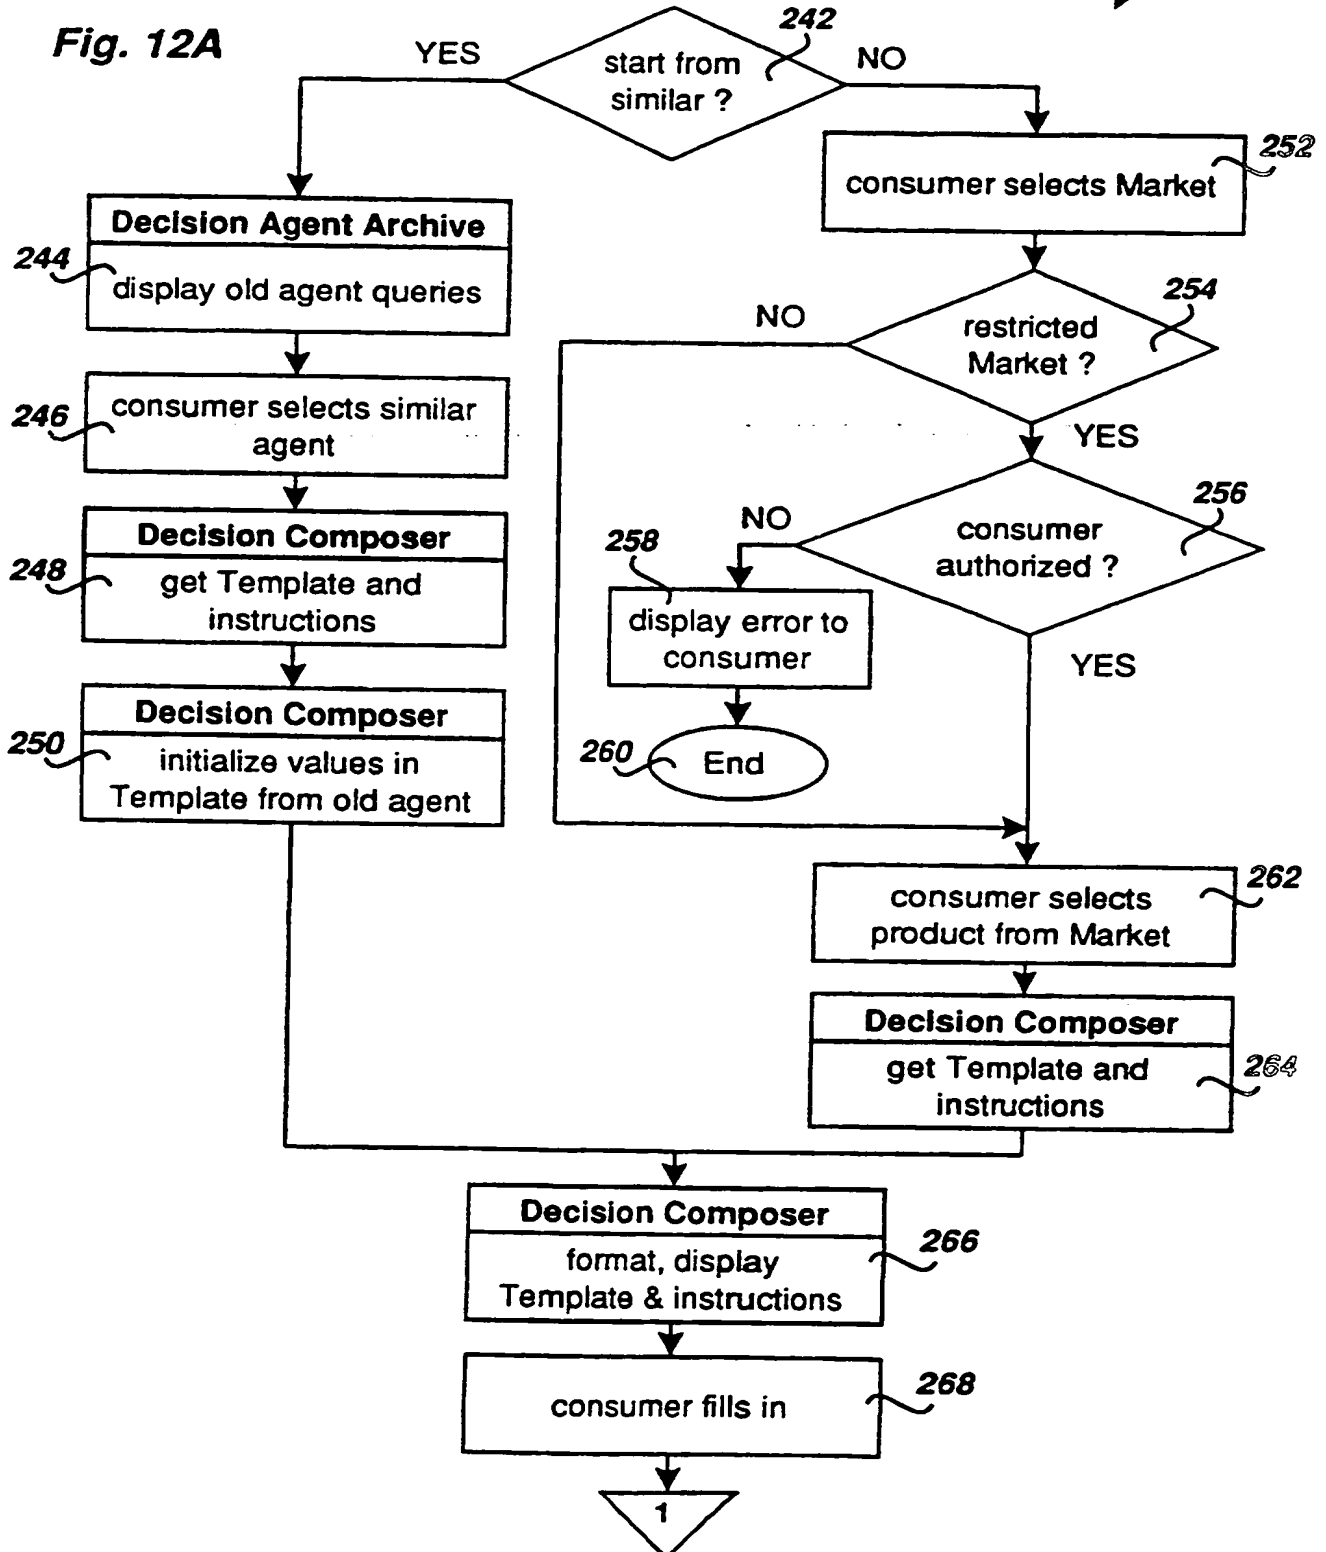 Fig. 12A
YES
start from
similar ?
242
NO
consumer selects Market
252
Decision Agent Archive
244
display old agent queries
NO
restricted
Market ?
254
YES
246
consumer selects similar
agent
Decision Composer
248
get Template and
instructions
NO
consumer
authorized ?
256
258
display error to
consumer
YES
Decision Composer
250
initialize values in
Template from old agent
260
End
consumer selects
product from Market
262
Decision Composer
get Template and
instructions
264
Decision Composer
format, display
Template & instructions
266
consumer fills in
268
1